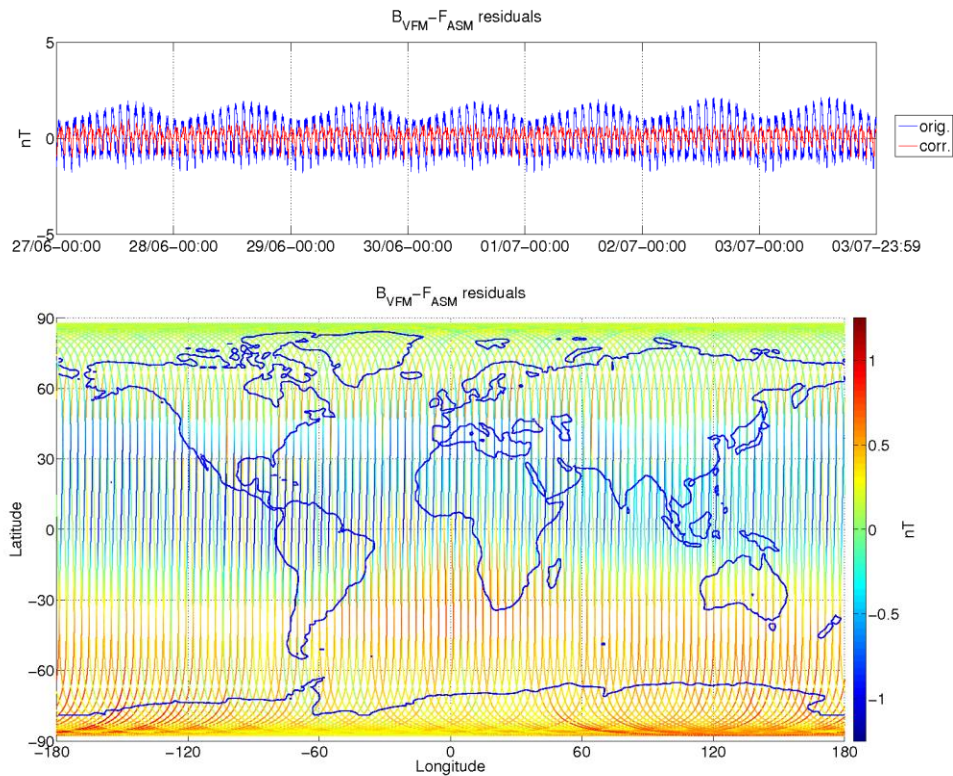 B_VFM–F_ASM residuals
5
0
−5
nT
27/06−00:00 28/06−00:00 29/06−00:00 30/06−00:00 01/07−00:00 02/07−00:00 03/07−00:00 03/07−23:59
orig.
corr.
B_VFM–F_ASM residuals
90
60
30
0
−30
−60
−90
Latitude
−180 −120 −60 0 60 120 180
Longitude
1
0.5
0
−0.5
−1
nT